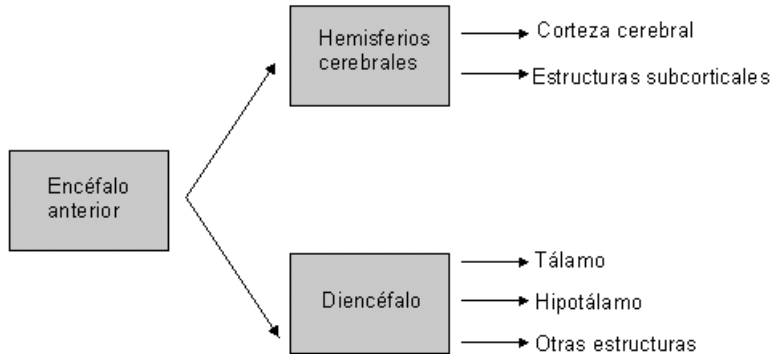 Hemisferios
cerebrales
Corteza cerebral
Estructuras subcorticales
Encéfalo
anterior
Diencéfalo
Tálamo
Hipotálamo
Otras estructuras